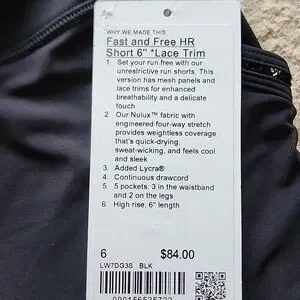 WHY WE MADE THIS
Fast and Free HR
Short 6" *Lace Trim
1. Set your run free with our
unrestrictive run shorts. This
version has mesh panels and
lace trims for enhanced
breathability and a delicate
touch
2. Our Nulux™ fabric with
engineered four-way stretch
provides weightless coverage
that's quick-drying,
sweat-wicking, and feels cool
and sleek
3. Added Lycra®
4. Continuous drawcord
5. 5 pockets: 3 in the waistband
and 2 on the legs
6. High rise, 6" length
6 $84.00
LW7DG3S BLK